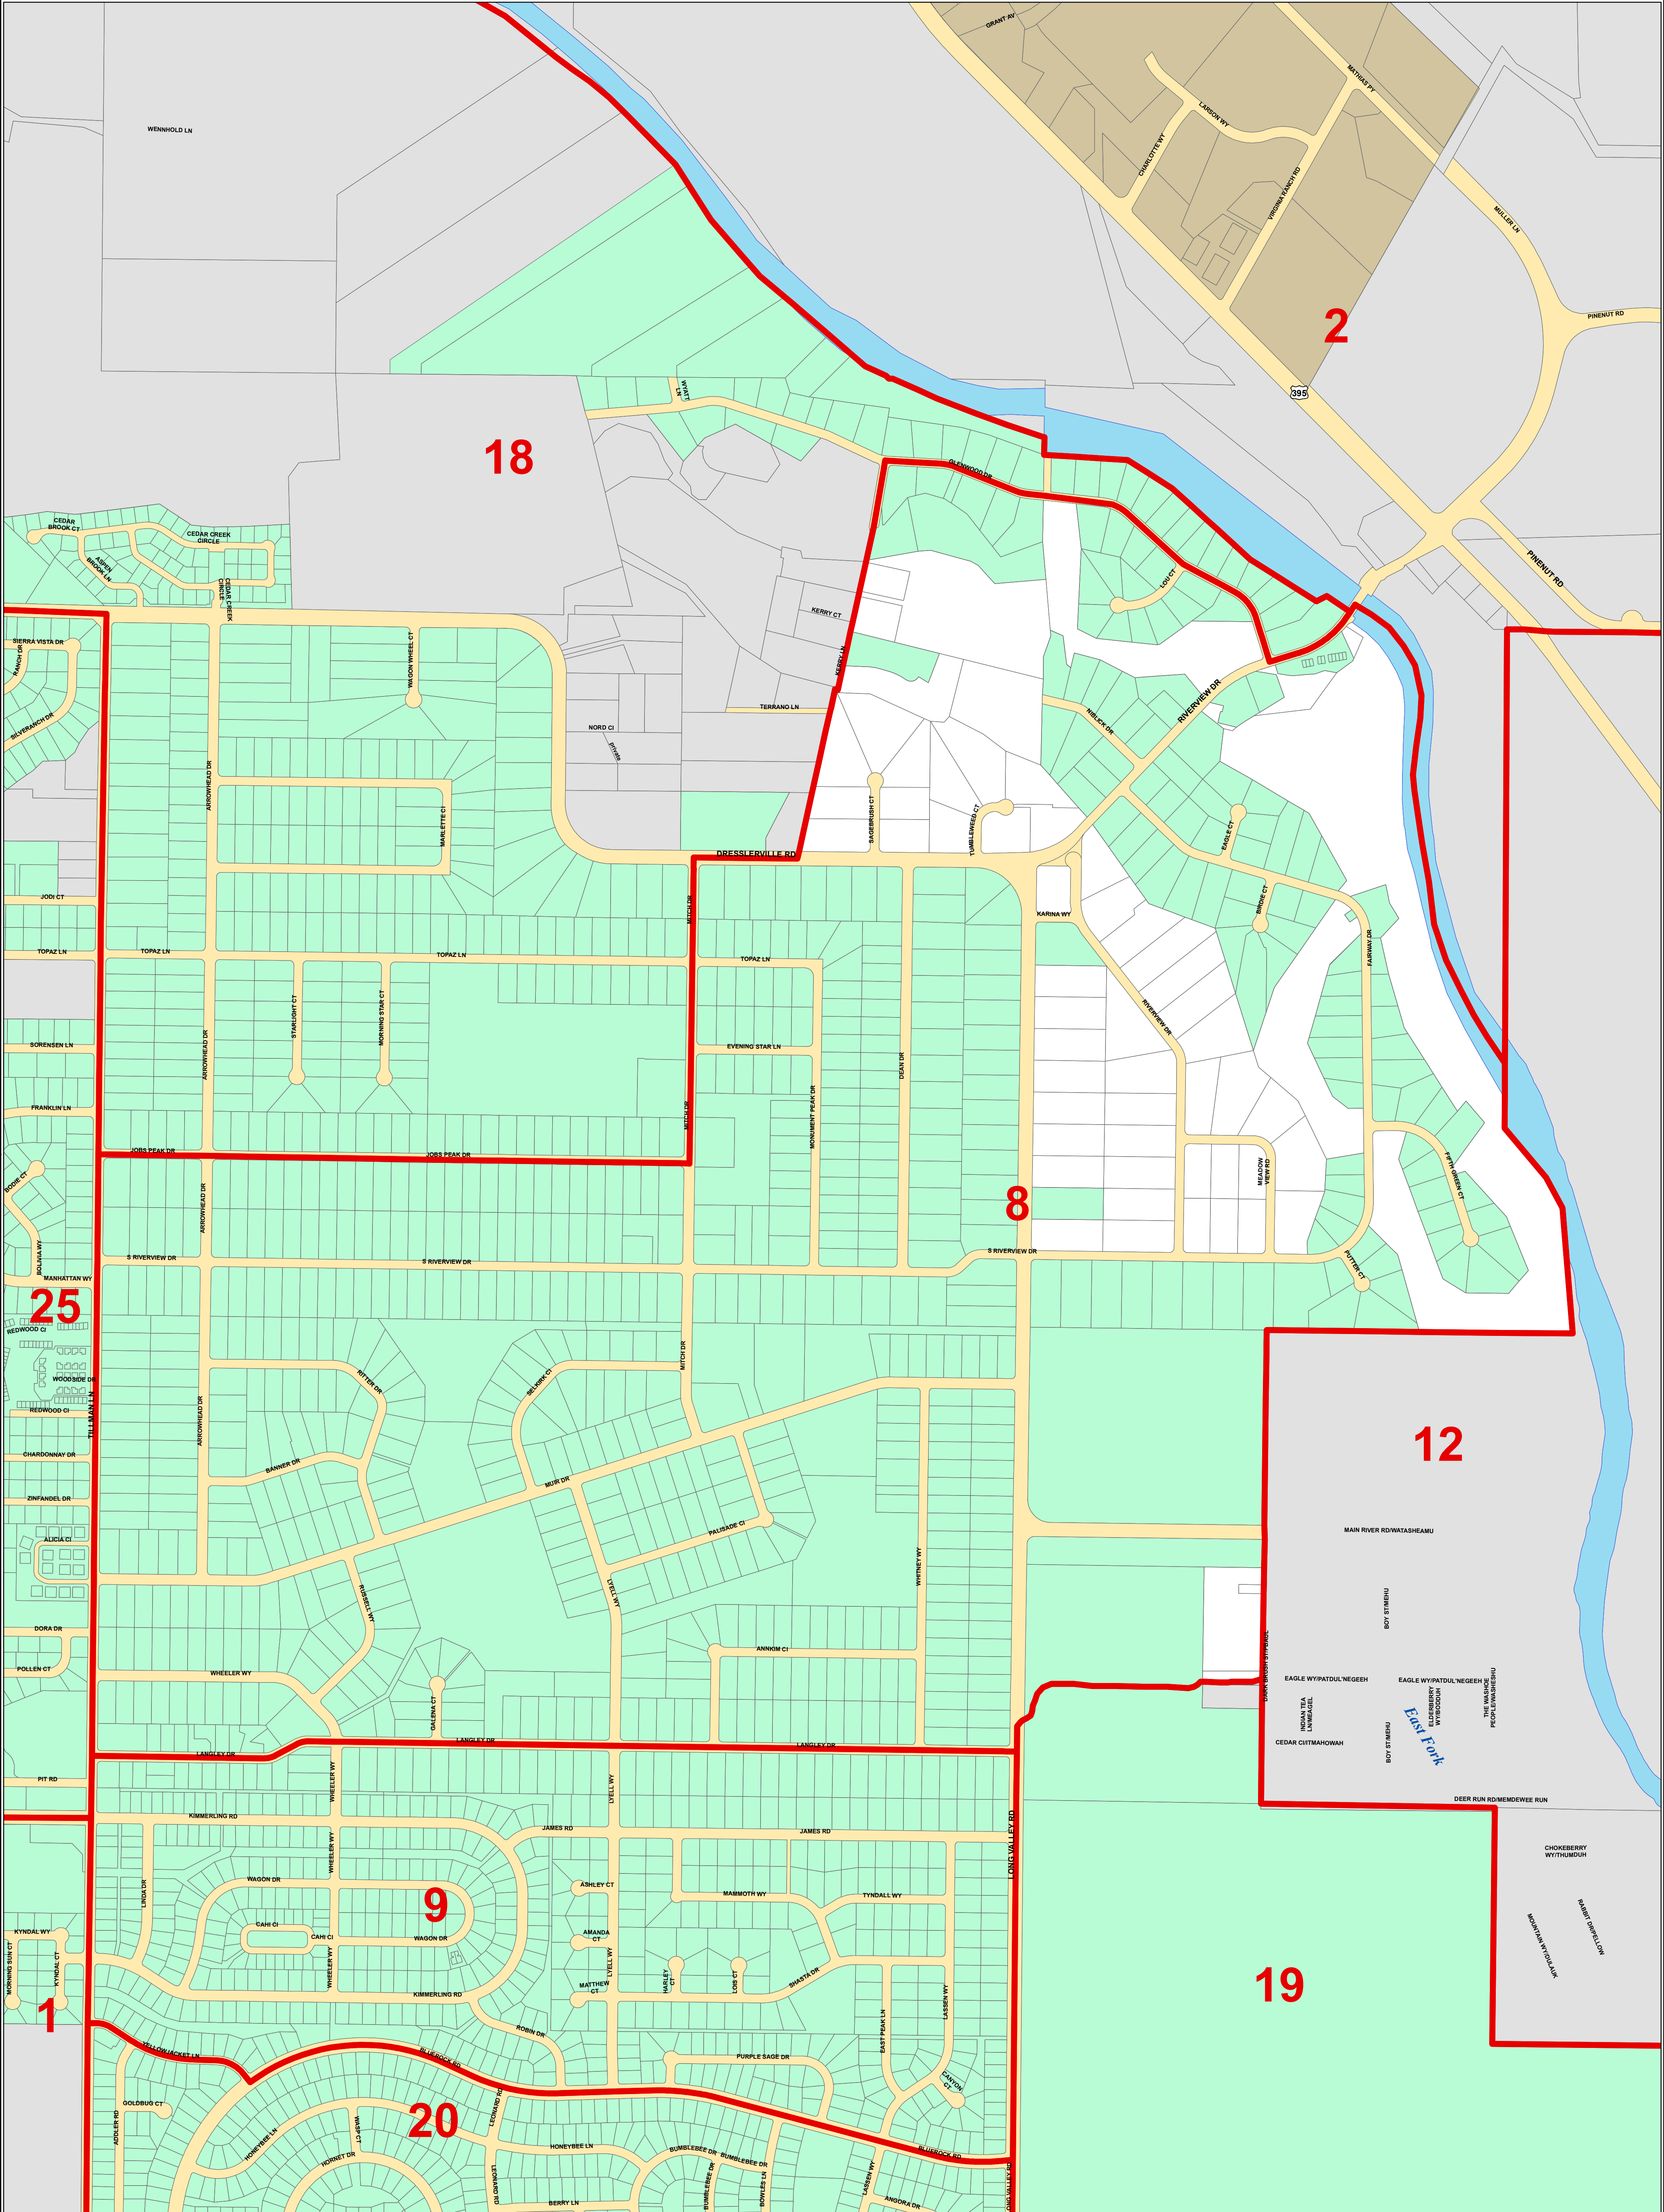 GRANT AV
MATHIAS PY
WENNHOLD LN
LARSON WY
CHARLOTTE WY
VIRGINIA RANCH RD
MULLER LN
PINENUT RD
2
395
WYATT
LN
18
GLENWOOD DR
CEDAR
BROOK CT
CEDAR CREEK
CIRCLE
ASPEN
BROOK LN
CEDAR CREEK
CIRCLE
PINENUT RD
LOU CT
KERRY CT
KERRY LN
SIERRA VISTA DR
RANCH DR
WAGON WHEEL CT
SILVERANCH DR
TERRANO LN
NORD CI
private
RIVERVIEW DR
NIBLICK DR
ARROWHEAD DR
MARLETTE CI
SAGEBRUSH CT
TUMBLEWEED CT
EAGLE CT
DRESSLERVILLE RD
JODI CT
MITCH DR
KARINA WY
BIRDIE CT
FAIRWAY DR
TOPAZ LN
TOPAZ LN
TOPAZ LN
TOPAZ LN
STARLIGHT CT
MORNING STAR CT
RIVERVIEW DR
SORENSEN LN
ARROWHEAD DR
EVENING STAR LN
DEAN DR
FRANKLIN LN
MITCH DR
MONUMENT PEAK DR
JOBS PEAK DR
JOBS PEAK DR
BODIE CT
MEADOW
VIEW RD
FIFTH GREEN CT
ARROWHEAD DR
8
BOLIVIA WY
S RIVERVIEW DR
S RIVERVIEW DR
S RIVERVIEW DR
PUTTER CT
MANHATTAN WY
25
REDWOOD CI
WOODSIDE DR
REDWOOD CI
TILLMAN LN
MITCH DR
RITTER DR
SELKIRK CI
ARROWHEAD DR
12
CHARDONNAY DR
BANNER DR
MUIR DR
ZINFANDEL DR
PALISADE CI
MAIN RIVER RD/WATASHEAMU
ALICIA CI
WHITNEY WY
RUSSELL WY
LYELL WY
BOY ST/MEHU
DORA DR
ANNKIM CI
POLLEN CT
WHEELER WY
EAGLE WY/PATDUL'NEGEEH
EAGLE WY/PATDUL'NEGEEH
GALENA CT
INDIAN TEA
LN/MEAGEL
ELDERBERRY
WY/BODDUH
THE WASHOE
PEOPLE/WASHESHU
East Fork
BOY ST/MEHU
CEDAR CI/ITMAHOWAH
LANGLEY DR
LANGLEY DR
LANGLEY DR
PIT RD
WHEELER WY
LYELL WY
DEER RUN RD/MEMDEWEE RUN
KIMMERLING RD
JAMES RD
JAMES RD
LONG VALLEY RD
CHOKEBERRY
WY/THUMDUH
WHEELER WY
LINDA DR
WAGON DR
ASHLEY CT
MAMMOTH WY
TYNDALL WY
9
CAHI CI
CAHI CI
WAGON DR
AMANDA
CT
RABBIT DR/PELLOW
MOUNTAIN WY/DULAUK
KYNDAL WY
MORNING SUN CT
KYNDAL CT
WHEELER WY
LYELL WY
HARLEY
CT
LOIS CT
SHASTA DR
MATTHEW
CT
19
KIMMERLING RD
LASSEN WY
EAST PEAK LN
1
ROBIN DR
YELLOWJACKET LN
BLUEROCK RD
PURPLE SAGE DR
CANYON
CT
GOLDBUG CT
ADDLER RD
20
LEONARD RD
WASP CT
HONEYBEE LN
HORNET DR
HONEYBEE LN
BUMBLEBEE DR
BUMBLEBEE DR
BLUEROCK RD
LEONARD RD
BUMBLEBEE DR
BOWLES LN
LASSEN WY
LONG VALLEY RD
BERRY LN
ANGORA DR